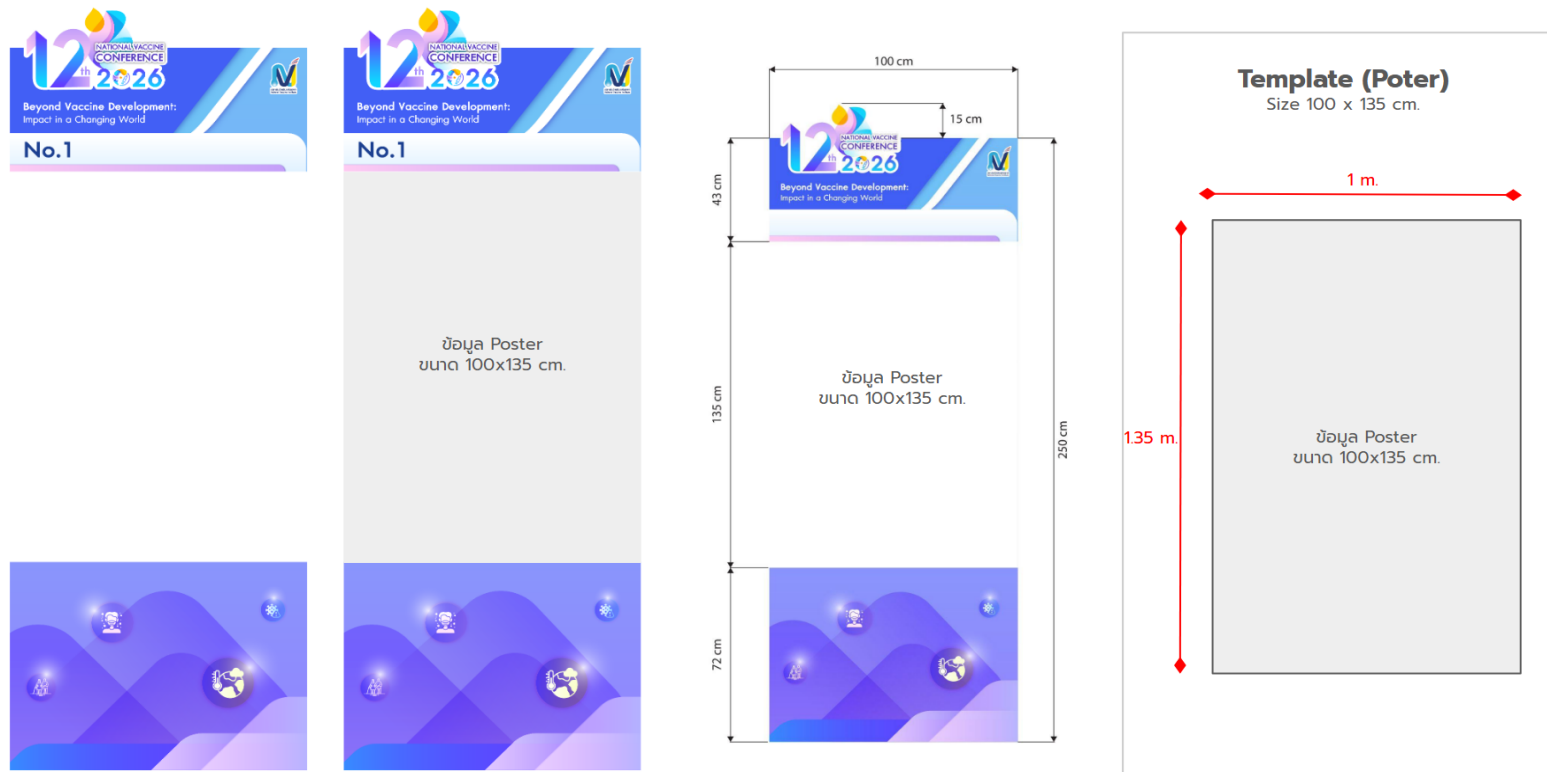 12th
NATIONAL VACCINE
CONFERENCE
2026
Beyond Vaccine Development:
Impact in a Changing World
No.1
12th
NATIONAL VACCINE
CONFERENCE
2026
Beyond Vaccine Development:
Impact in a Changing World
No.1
ข้อมูล Poster
ขนาด 100x135 cm.
100 cm
15 cm
12th
NATIONAL VACCINE
CONFERENCE
2026
Beyond Vaccine Development:
Impact in a Changing World
43 cm
135 cm
ข้อมูล Poster
ขนาด 100x135 cm.
250 cm
72 cm
Template (Poter)
Size 100 x 135 cm.
1 m.
1.35 m.
ข้อมูล Poster
ขนาด 100x135 cm.